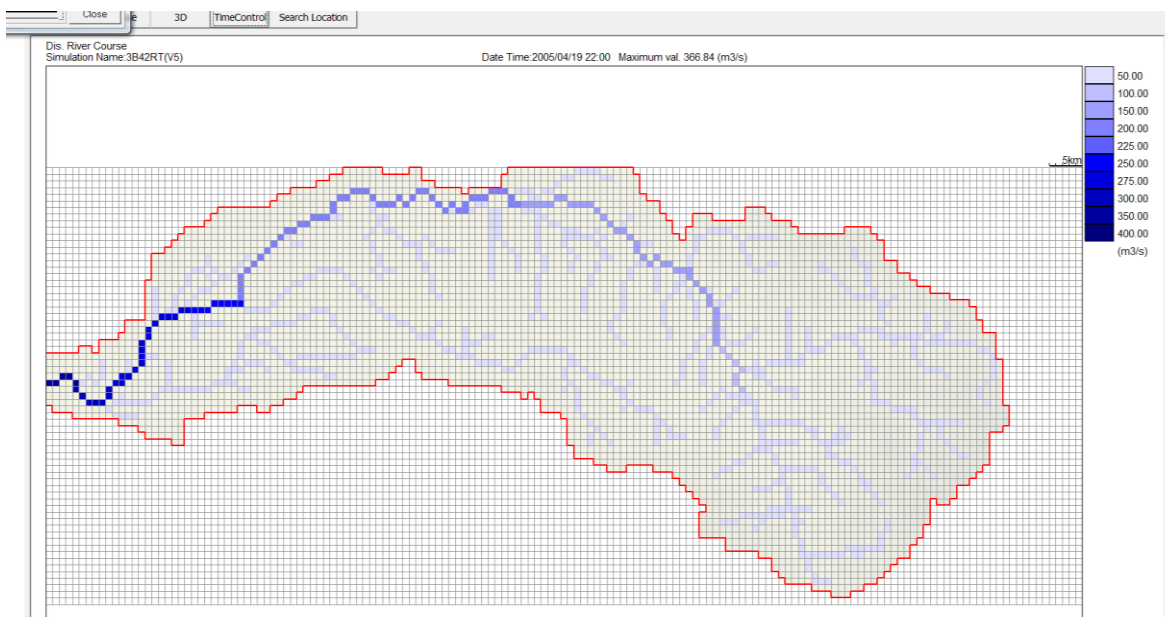 Close
3D
TimeControl
Search Location
Dis. River Course
Simulation Name:3B42RT(V5)
Date Time:2005/04/19 22:00 Maximum val. 366.84 (m3/s)
5km
50.00
100.00
150.00
200.00
225.00
250.00
275.00
300.00
350.00
400.00
(m3/s)